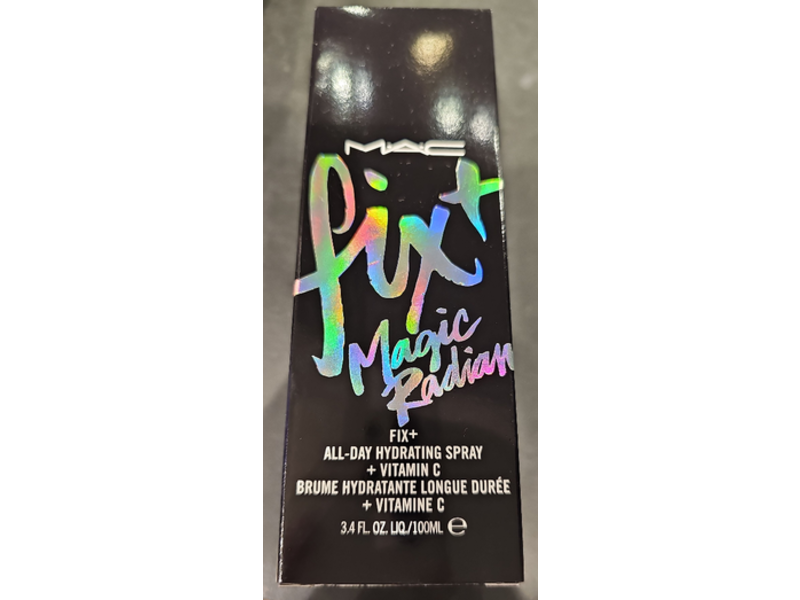 MAC
fix+
Magic
Radian
FIX+
ALL-DAY HYDRATING SPRAY
+ VITAMIN C
BRUME HYDRATANTE LONGUE DURÉE
+ VITAMINE C
3.4 FL. OZ. LIQ./100ML ℮